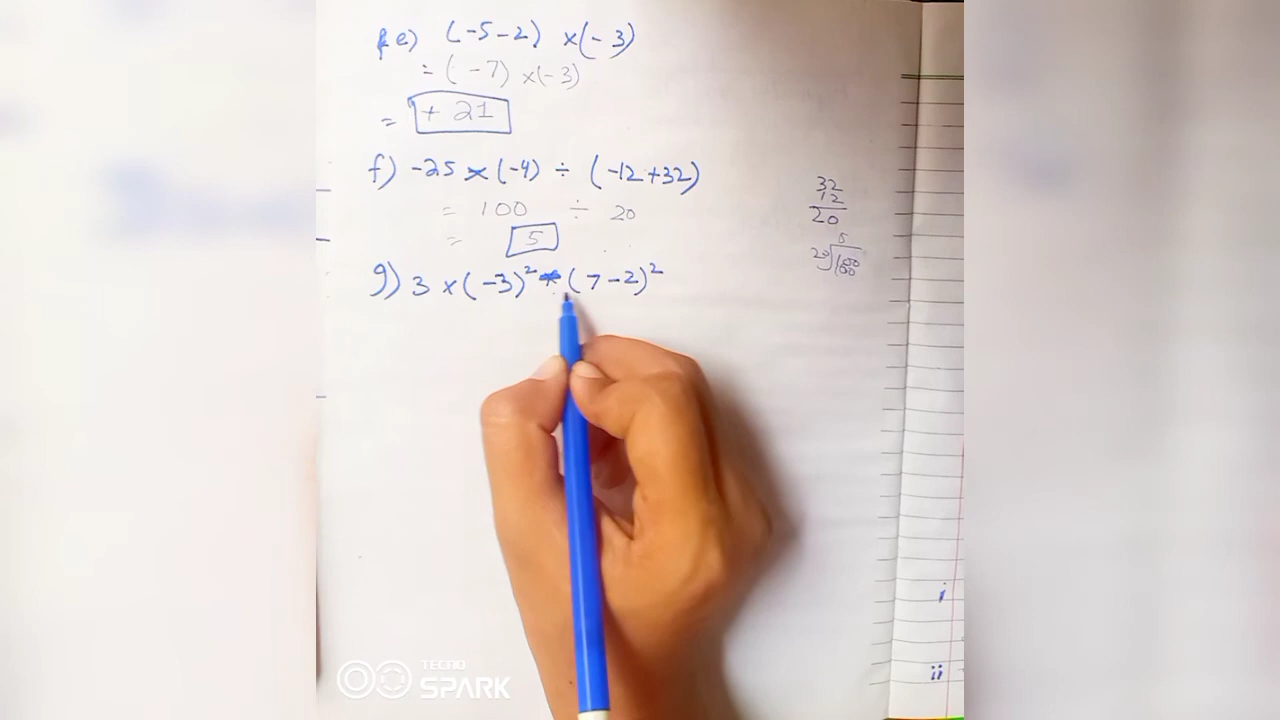 e) (-5-2) ×(-3)
= (-7) ×(-3)
= + 21
f) -25 × (-4) ÷ (-12+32)
= 100 ÷ 20
= 5
g) 3 ×(-3)² (7-2)²
32
12
20
5
20 100
100
i
ii
TECNO
SPARK